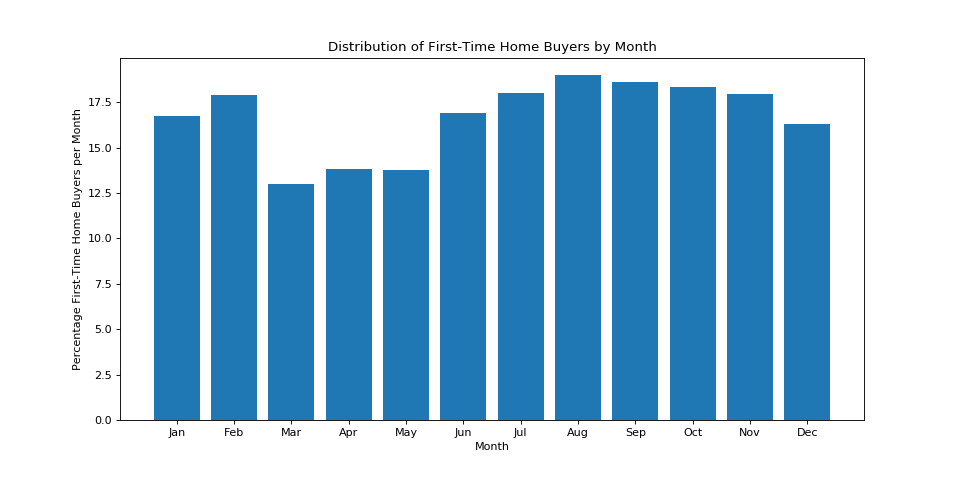 Distribution of First-Time Home Buyers by Month
Percentage First-Time Home Buyers per Month
17.5
15.0
12.5
10.0
7.5
5.0
2.5
0.0
Jan Feb Mar Apr May Jun Jul Aug Sep Oct Nov Dec
Month